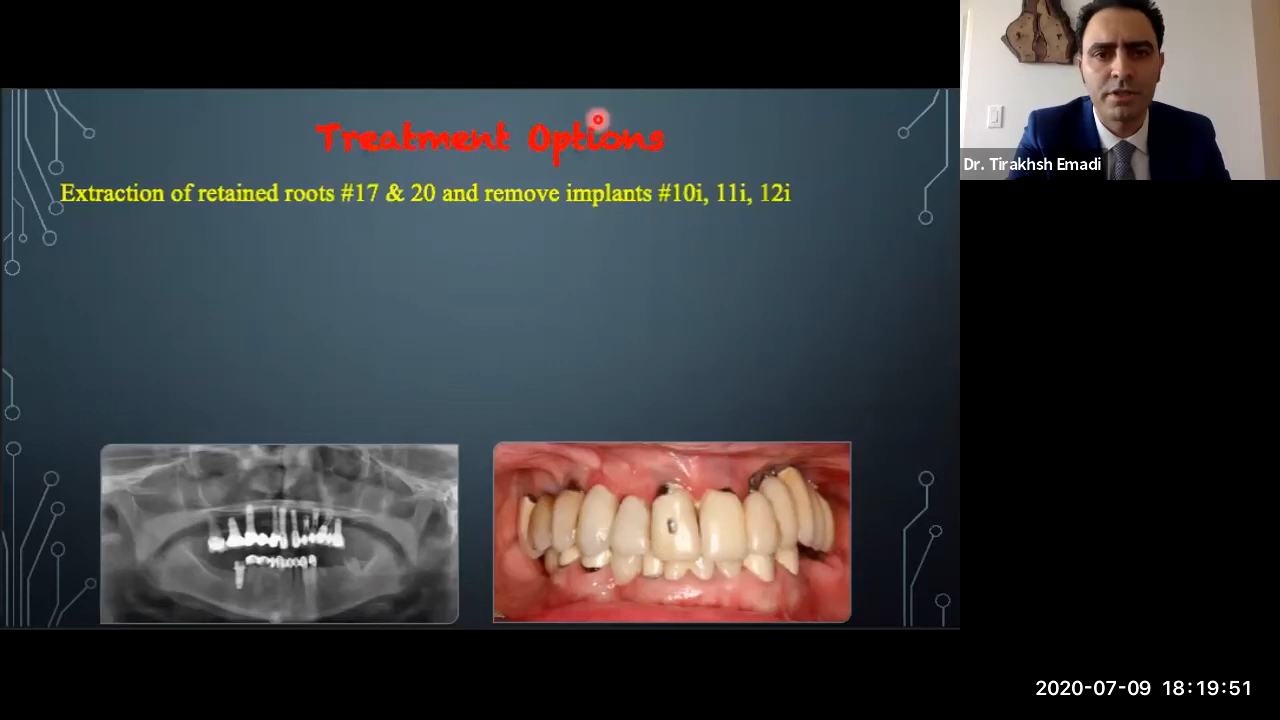 Treatment Options
Extraction of retained roots #17 & 20 and remove implants #10i, 11i, 12i
Dr. Tirakhsh Emadi
2020-07-09 18:19:51